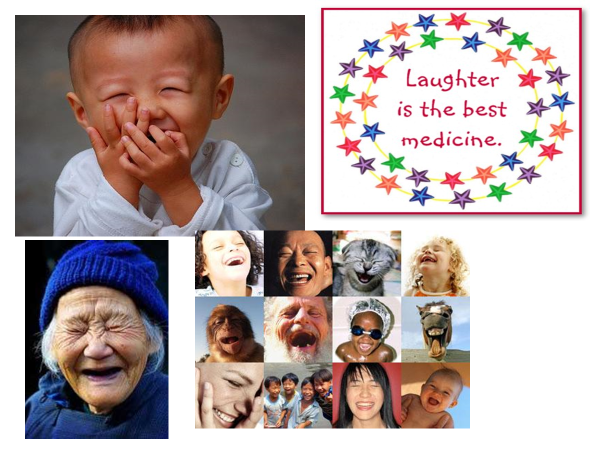 Laughter
is the best
medicine.